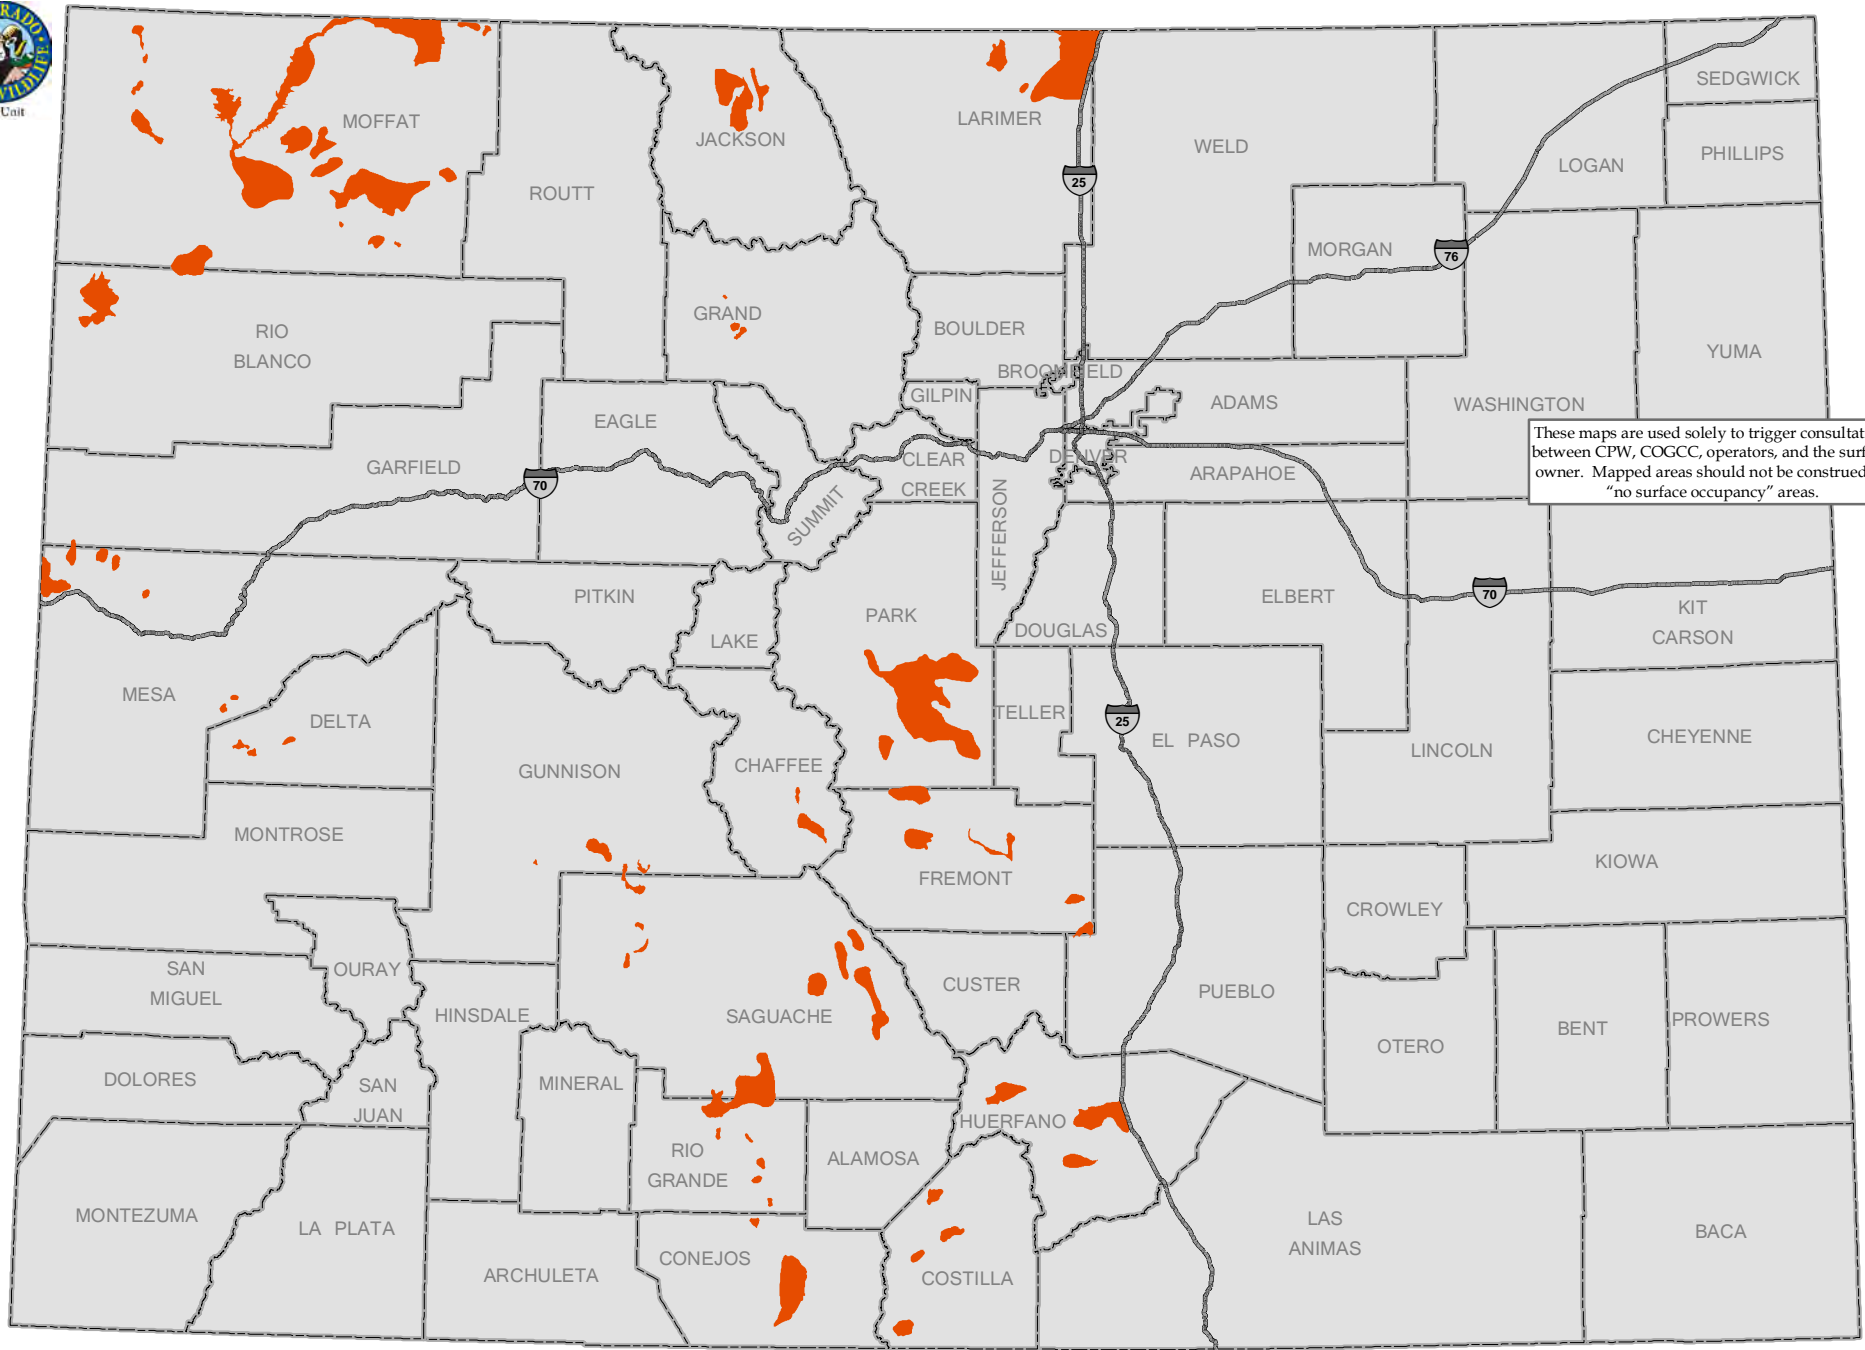 RADO
WILDLIFE
Unit
SEDGWICK
MOFFAT
LARIMER
JACKSON
WELD
PHILLIPS
LOGAN
ROUTT
25
MORGAN
76
GRAND
BOULDER
RIO
BLANCO
YUMA
BROOMFIELD
GILPIN
ADAMS
WASHINGTON
EAGLE
These maps are used solely to trigger consultat
between CPW, COGCC, operators, and the surf
owner. Mapped areas should not be construed
"no surface occupancy" areas.
GARFIELD
CLEAR
CREEK
DENVER
ARAPAHOE
70
SUMMIT
JEFFERSON
PITKIN
ELBERT
70
KIT
CARSON
PARK
LAKE
DOUGLAS
MESA
DELTA
TELLER
25
EL PASO
LINCOLN
CHEYENNE
GUNNISON
CHAFFEE
MONTROSE
KIOWA
FREMONT
CROWLEY
SAN
MIGUEL
OURAY
CUSTER
PUEBLO
HINSDALE
SAGUACHE
BENT
PROWERS
OTERO
DOLORES
SAN
JUAN
MINERAL
HUERFANO
RIO
GRANDE
ALAMOSA
MONTEZUMA
LA PLATA
LAS
ANIMAS
BACA
CONEJOS
ARCHULETA
COSTILLA